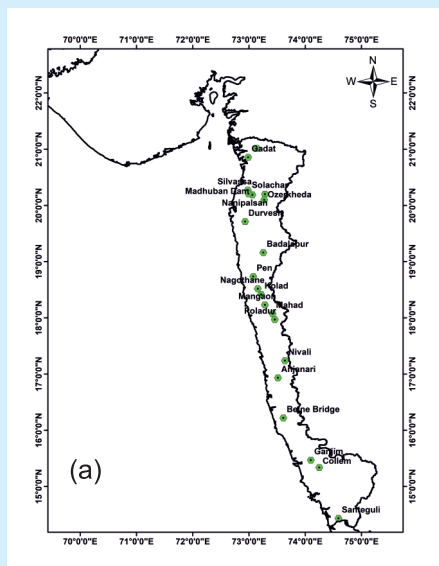 70°0'0"E 71°0'0"E 72°0'0"E 73°0'0"E 74°0'0"E 75°0'0"E
N
W E
S
22°0'0"N 22°0'0"N
21°0'0"N 21°0'0"N
20°0'0"N 20°0'0"N
19°0'0"N 19°0'0"N
18°0'0"N 18°0'0"N
17°0'0"N 17°0'0"N
16°0'0"N 16°0'0"N
15°0'0"N 15°0'0"N
Gadat
Silvassa Solachar
Madhuban Dam Ozerkheda
Nanipalsan
Durvesh
Badalapur
Pen
Nagothane Kolad
Mangaon Mahad
Poladur
Nivali
Anjanari
Berne Bridge
Ganjim
Collem
Santeguli
(a)
70°0'0"E 71°0'0"E 72°0'0"E 73°0'0"E 74°0'0"E 75°0'0"E